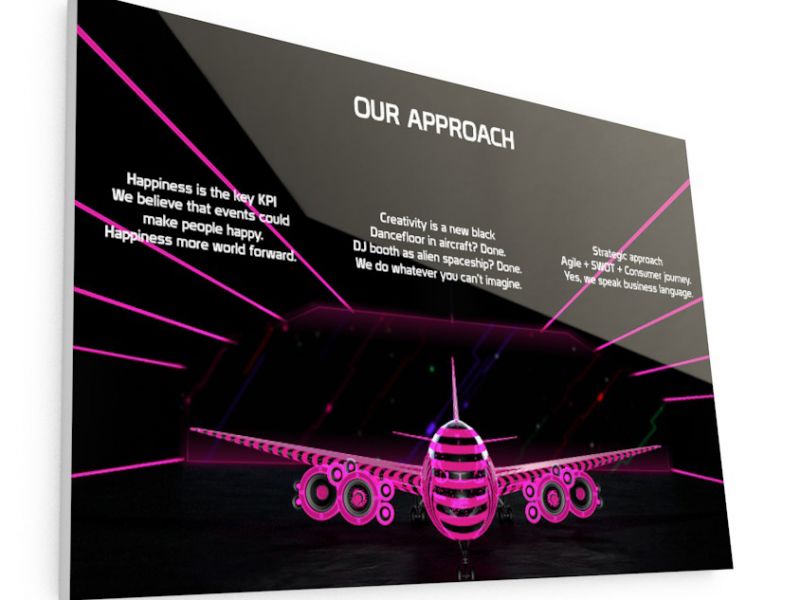 OUR APPROACH
Happiness is the key KPI
We believe that events could
make people happy.
Happiness more world forward.
Creativity is a new black
Dancefloor in aircraft? Done.
DJ booth as alien spaceship? Done.
We do whatever you can't imagine.
Strategic approach
Agile + SWOT + Consumer journey.
Yes, we speak business language.